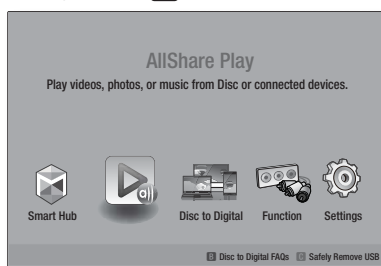 AllShare Play
Play videos, photos, or music from Disc or connected devices.
Smart Hub
Disc to Digital
Function
Settings
B Disc to Digital FAQs C Safely Remove USB